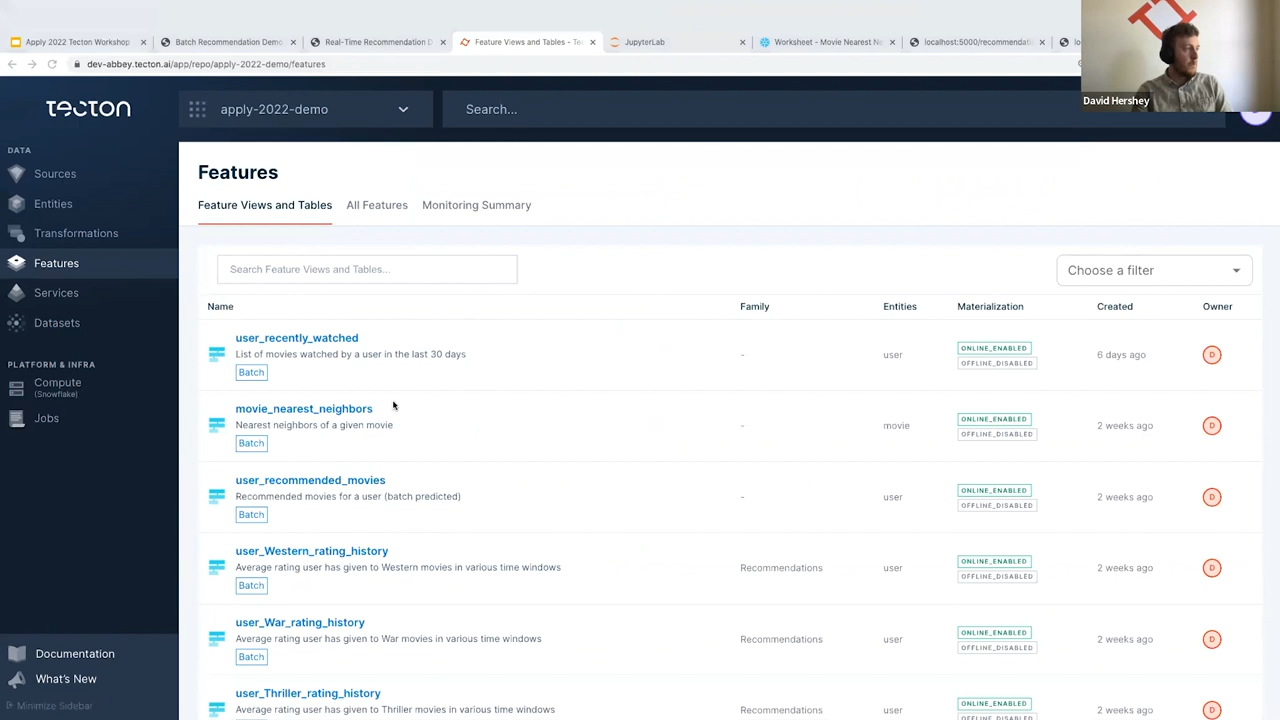 Apply 2022 Tecton Workshop
Batch Recommendation Demo
Real-Time Recommendation D
Feature Views and Tables - Tec
JupyterLab
Worksheet - Movie Nearest Ne
localhost:5000/recommendati
lo
dev-abbey.tecton.ai/app/repo/apply-2022-demo/features
David Hershey
TECTON
apply-2022-demo
Search...
DATA
Sources
Entities
Transformations
Features
Services
Datasets
PLATFORM & INFRA
Compute
(Snowflake)
Jobs
Documentation
What's New
Minimize Sidebar
Features
Feature Views and Tables
All Features
Monitoring Summary
Search Feature Views and Tables...
Choose a filter
Name
Family
Entities
Materialization
Created
Owner
user_recently_watched
List of movies watched by a user in the last 30 days
Batch
-
user
ONLINE_ENABLED
OFFLINE_DISABLED
6 days ago
D
movie_nearest_neighbors
Nearest neighbors of a given movie
Batch
-
movie
ONLINE_ENABLED
OFFLINE_DISABLED
2 weeks ago
D
user_recommended_movies
Recommended movies for a user (batch predicted)
Batch
-
user
ONLINE_ENABLED
OFFLINE_DISABLED
2 weeks ago
D
user_Western_rating_history
Average rating user has given to Western movies in various time windows
Batch
Recommendations
user
ONLINE_ENABLED
OFFLINE_DISABLED
2 weeks ago
D
user_War_rating_history
Average rating user has given to War movies in various time windows
Batch
Recommendations
user
ONLINE_ENABLED
OFFLINE_DISABLED
2 weeks ago
D
user_Thriller_rating_history
Average rating user has given to Thriller movies in various time windows
Recommendations
user
ONLINE_ENABLED
OFFLINE_DISABLED
2 weeks ago
D